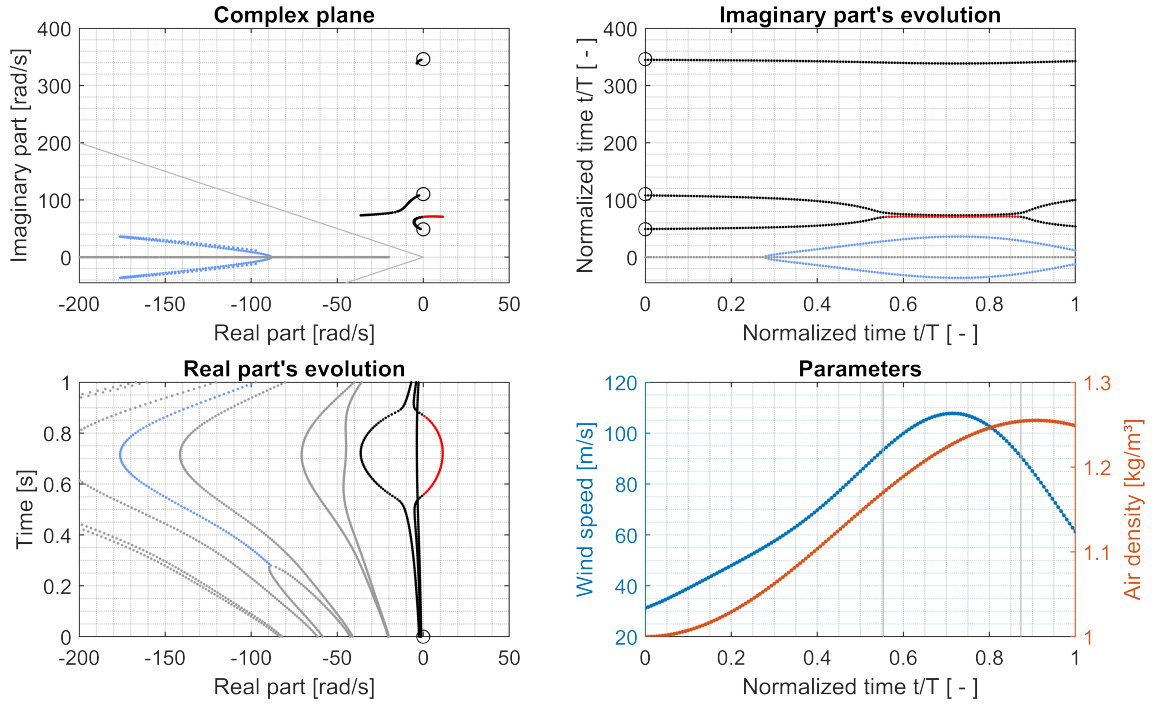 Complex plane
Imaginary part [rad/s]
400
300
200
100
0
-200 -150 -100 -50 0 50
Real part [rad/s]
Imaginary part's evolution
Normalized time t/T [ - ]
400
300
200
100
0
0 0.2 0.4 0.6 0.8 1
Normalized time t/T [ - ]
Real part's evolution
Time [s]
1
0.8
0.6
0.4
0.2
0
-200 -150 -100 -50 0 50
Real part [rad/s]
Parameters
Wind speed [m/s]
120
100
80
60
40
20
0 0.2 0.4 0.6 0.8 1
Normalized time t/T [ - ]
1.3
1.2
1.1
1
Air density [kg/m³]